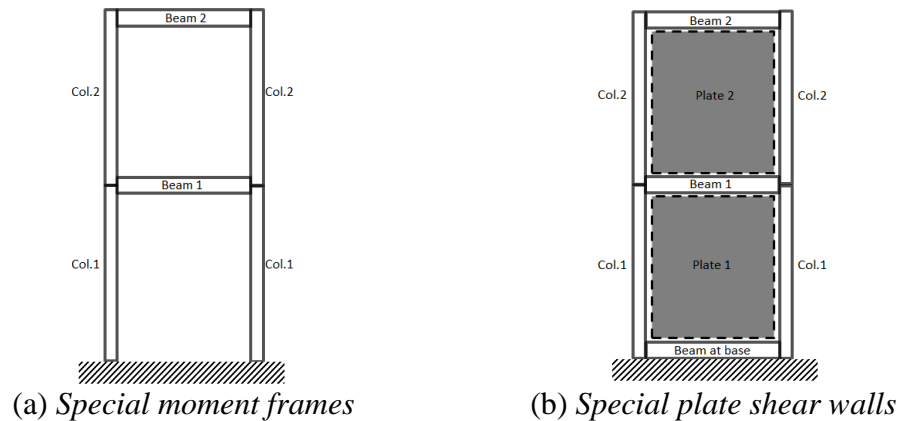 Beam 2
Col.2
Col.2
Beam 1
Col.1
Col.1
(a) Special moment frames
Beam 2
Col.2
Plate 2
Col.2
Beam 1
Col.1
Plate 1
Col.1
Beam at base
(b) Special plate shear walls